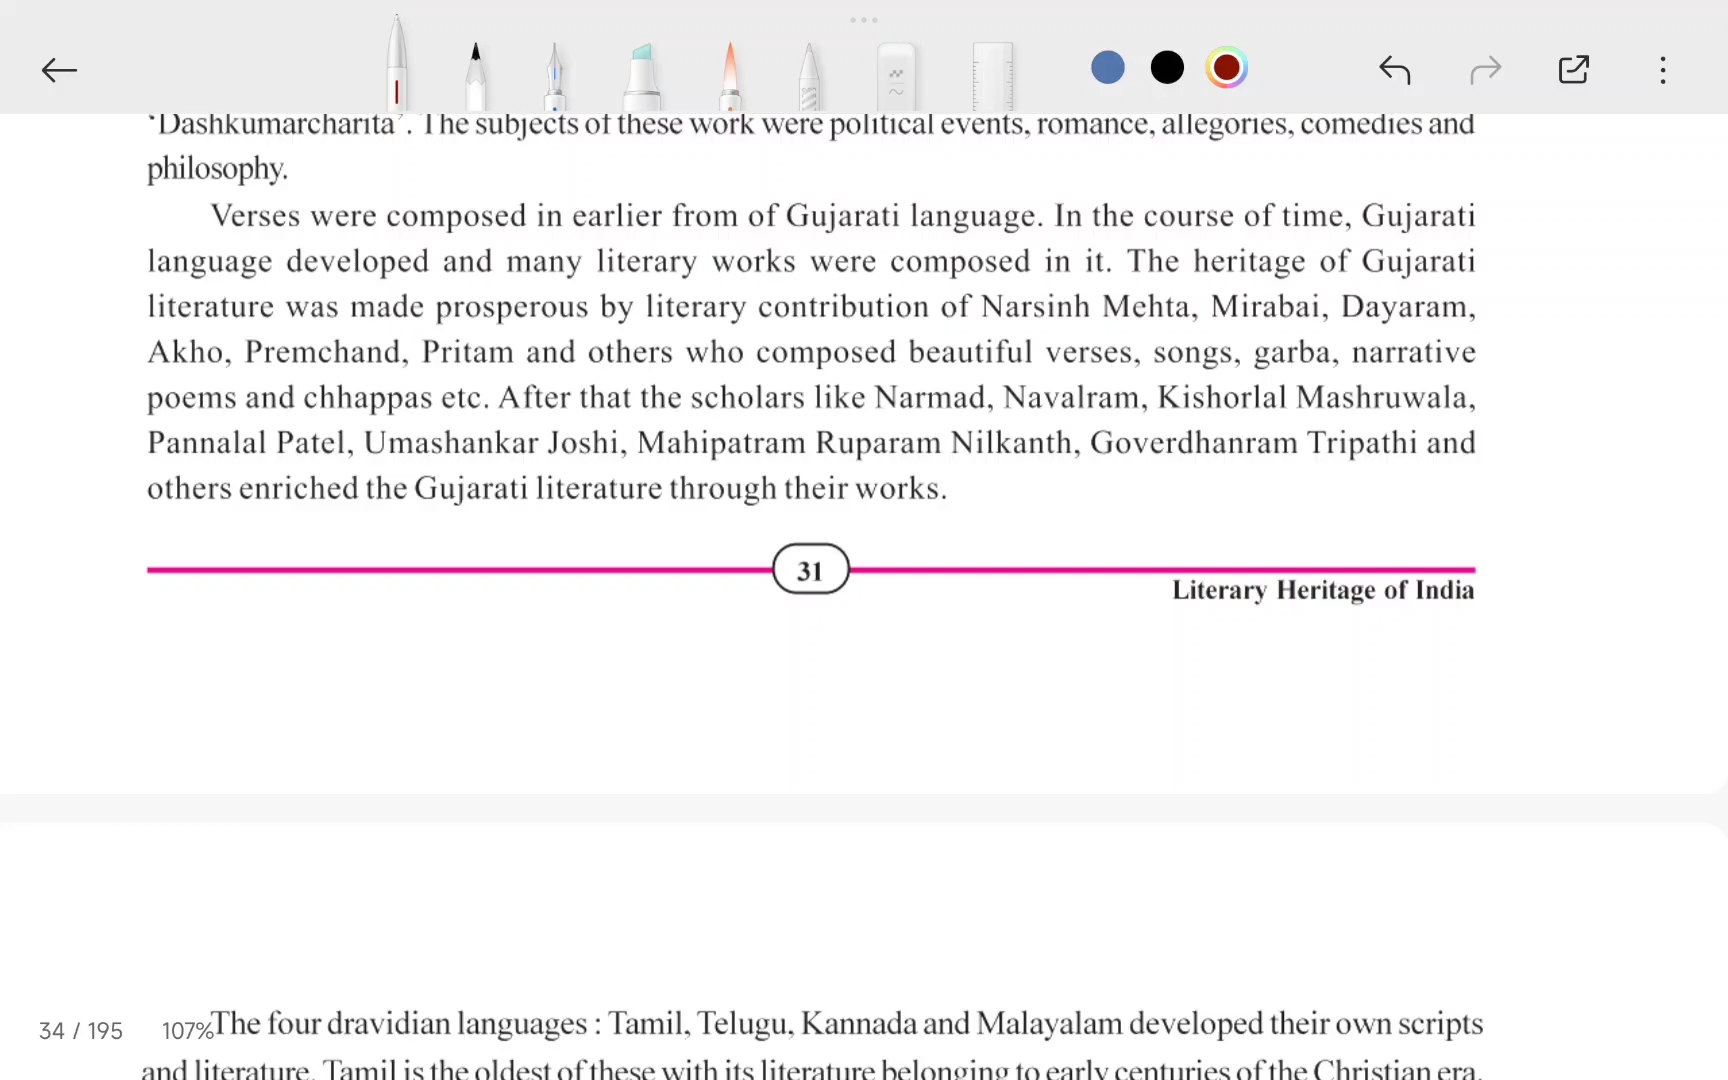 'Dashkumarcharita'. The subjects of these work were political events, romance, allegories, comedies and
philosophy.
Verses were composed in earlier from of Gujarati language. In the course of time, Gujarati
language developed and many literary works were composed in it. The heritage of Gujarati
literature was made prosperous by literary contribution of Narsinh Mehta, Mirabai, Dayaram,
Akho, Premchand, Pritam and others who composed beautiful verses, songs, garba, narrative
poems and chhappas etc. After that the scholars like Narmad, Navalram, Kishorlal Mashruwala,
Pannalal Patel, Umashankar Joshi, Mahipatram Ruparam Nilkanth, Goverdhanram Tripathi and
others enriched the Gujarati literature through their works.
31
Literary Heritage of India
34 / 195
107%
The four dravidian languages : Tamil, Telugu, Kannada and Malayalam developed their own scripts
and literature. Tamil is the oldest of these with its literature belonging to early centuries of the Christian era.